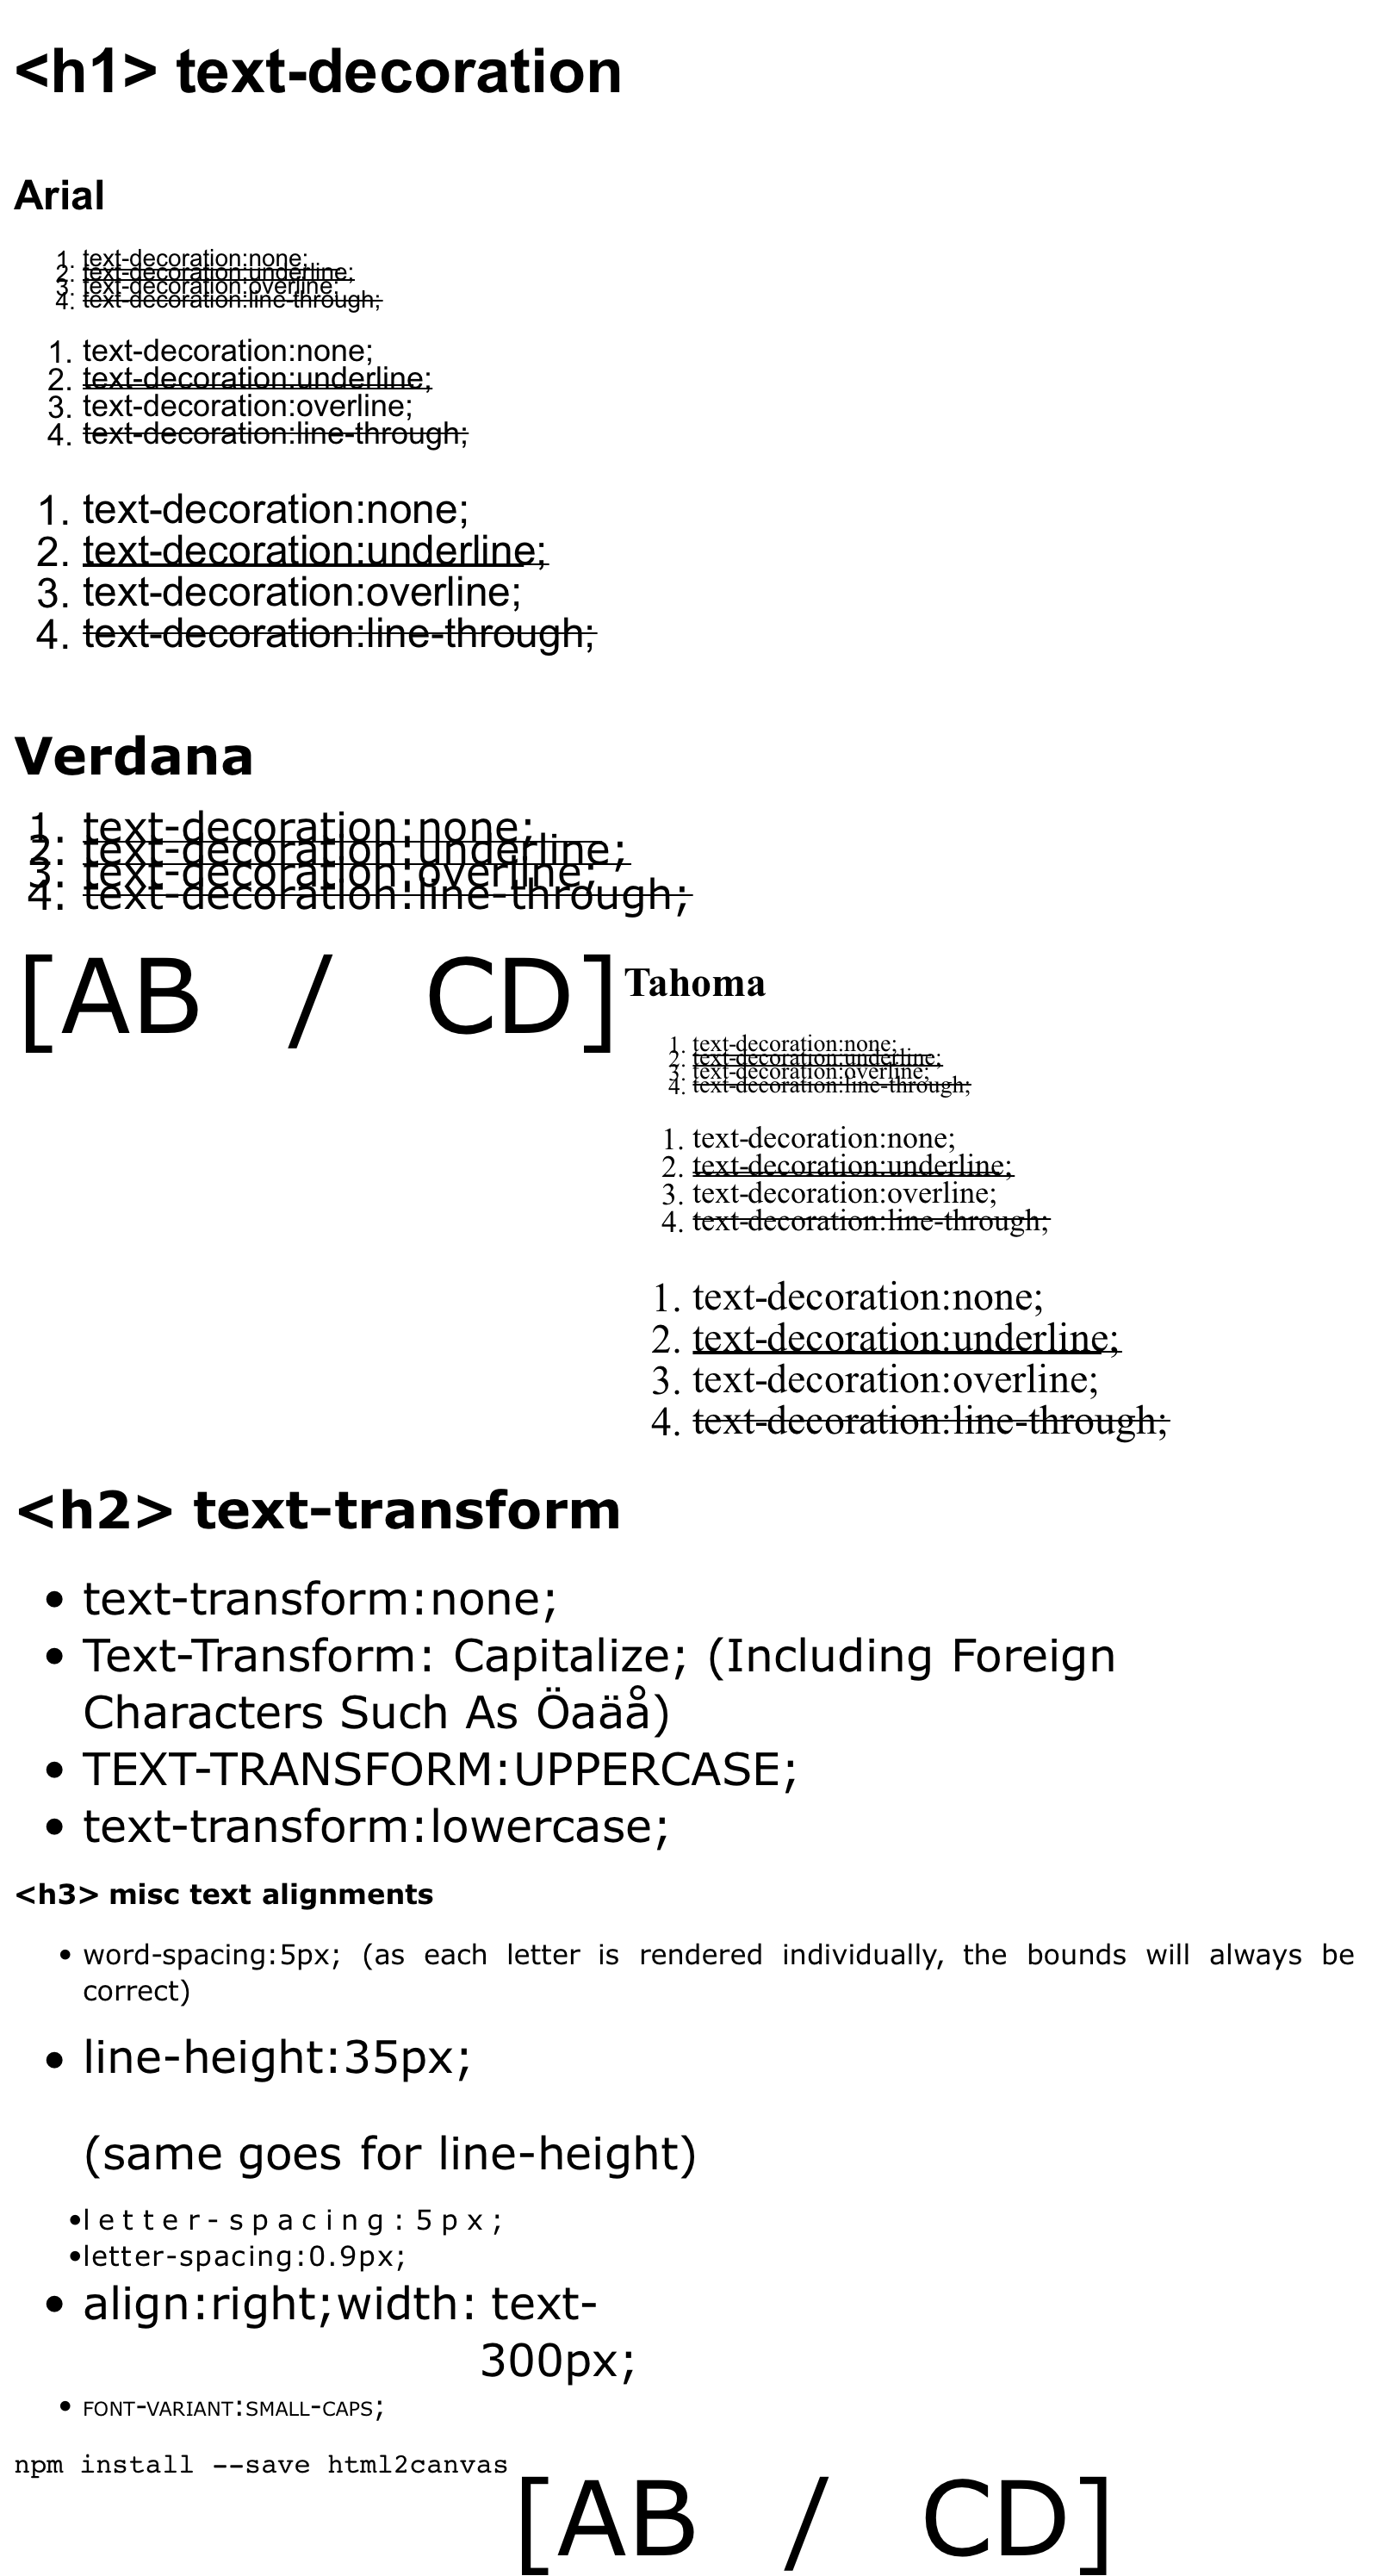 <h1> text-decoration
Arial
1. text-decoration:none;
2. text-decoration:underline;
3. text-decoration:overline;
4. text-decoration:line-through;
1. text-decoration:none;
2. text-decoration:underline;
3. text-decoration:overline;
4. text-decoration:line-through;
1. text-decoration:none;
2. text-decoration:underline;
3. text-decoration:overline;
4. text-decoration:line-through;
Verdana
1. text-decoration:none;
2. text-decoration:underline;
3. text-decoration:overline;
4. text-decoration:line-through;
[AB / CD]
Tahoma
1. text-decoration:none;
2. text-decoration:underline;
3. text-decoration:overline;
4. text-decoration:line-through;
1. text-decoration:none;
2. text-decoration:underline;
3. text-decoration:overline;
4. text-decoration:line-through;
1. text-decoration:none;
2. text-decoration:underline;
3. text-decoration:overline;
4. text-decoration:line-through;
<h2> text-transform
• text-transform:none;
• Text-Transform: Capitalize; (Including Foreign
Characters Such As Öaäå)
• TEXT-TRANSFORM:UPPERCASE;
• text-transform:lowercase;
<h3> misc text alignments
• word-spacing:5px; (as each letter is rendered individually, the bounds will always be
correct)
• line-height:35px;
(same goes for line-height)
• letter-spacing:5px;
• letter-spacing:0.9px;
• align:right;width: text-
300px;
• FONT-VARIANT:SMALL-CAPS;
npm install --save html2canvas
[AB / CD]